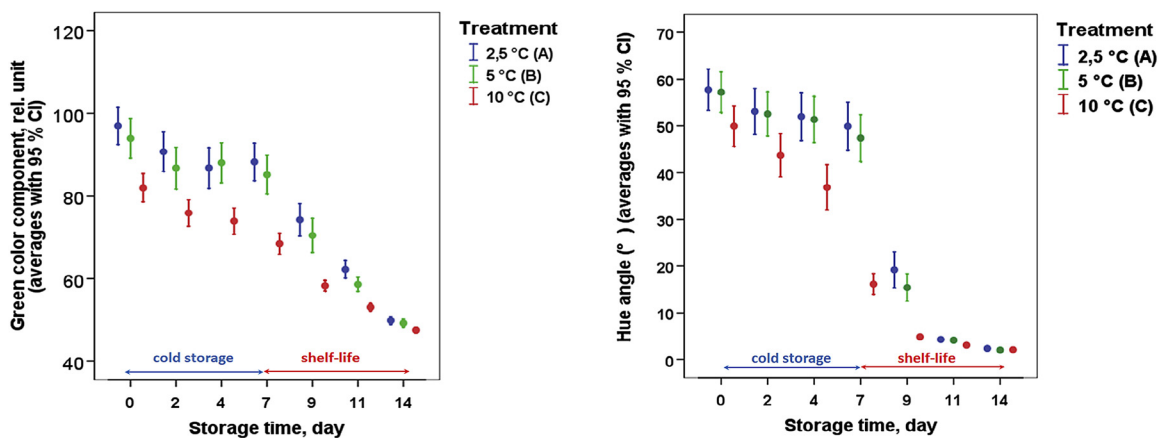 Green color component, rel. unit
(averages with 95 % CI)
120
100
80
60
40
cold storage
shelf-life
0 2 4 7 9 11 14
Storage time, day
Treatment
2,5 °C (A)
5 °C (B)
10 °C (C)
Hue angle (° ) (averages with 95 % CI)
70
60
50
40
30
20
10
0
cold storage
shelf-life
0 2 4 7 9 11 14
Storage time, day
Treatment
2,5 °C (A)
5 °C (B)
10 °C (C)